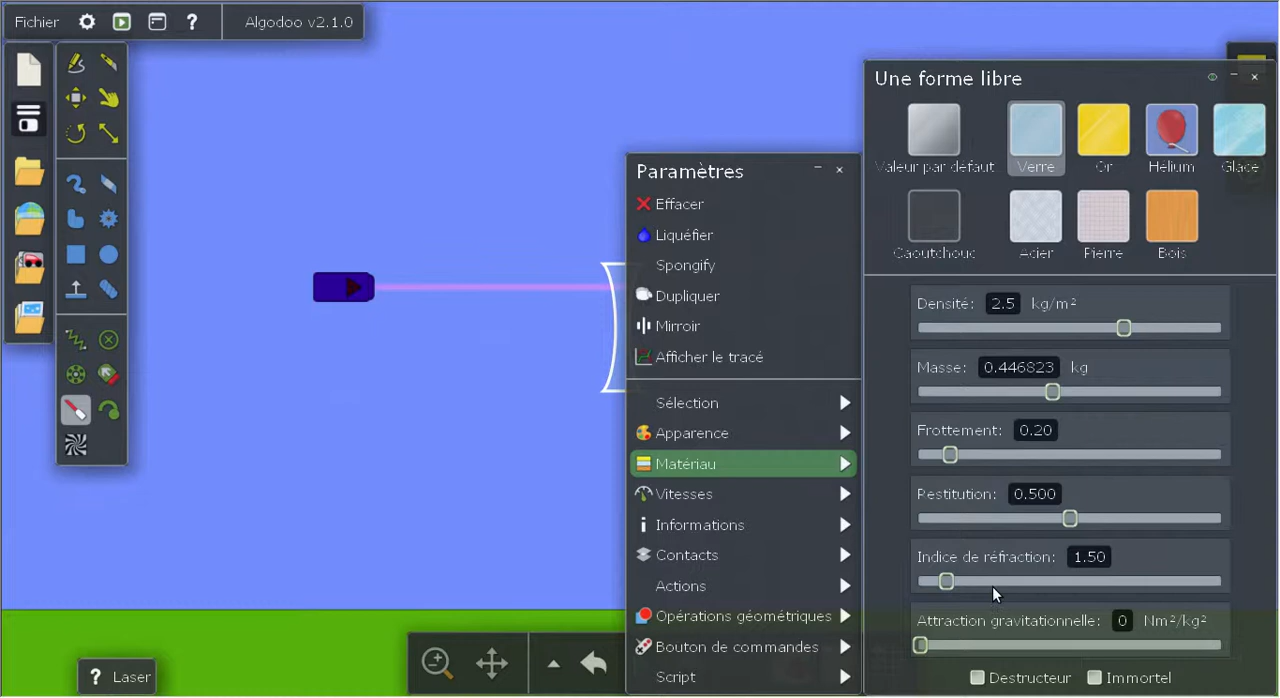 Fichier
?
Algodoo v2.1.0
Une forme libre
Valeur par défaut
Verre
Or
Hélium
Glace
Caoutchouc
Acier
Pierre
Bois
Paramètres
Effacer
Liquéfier
Spongify
Dupliquer
Mirroir
Afficher le tracé
Sélection
Apparence
Matériau
Vitesses
Informations
Contacts
Actions
Opérations géométriques
Bouton de commandes
Script
Densité: 2.5 kg/m²
Masse: 0.446823 kg
Frottement: 0.20
Restitution: 0.500
Indice de réfraction: 1.50
Attraction gravitationnelle: 0 Nm²/kg²
Destructeur
Immortel
? Laser